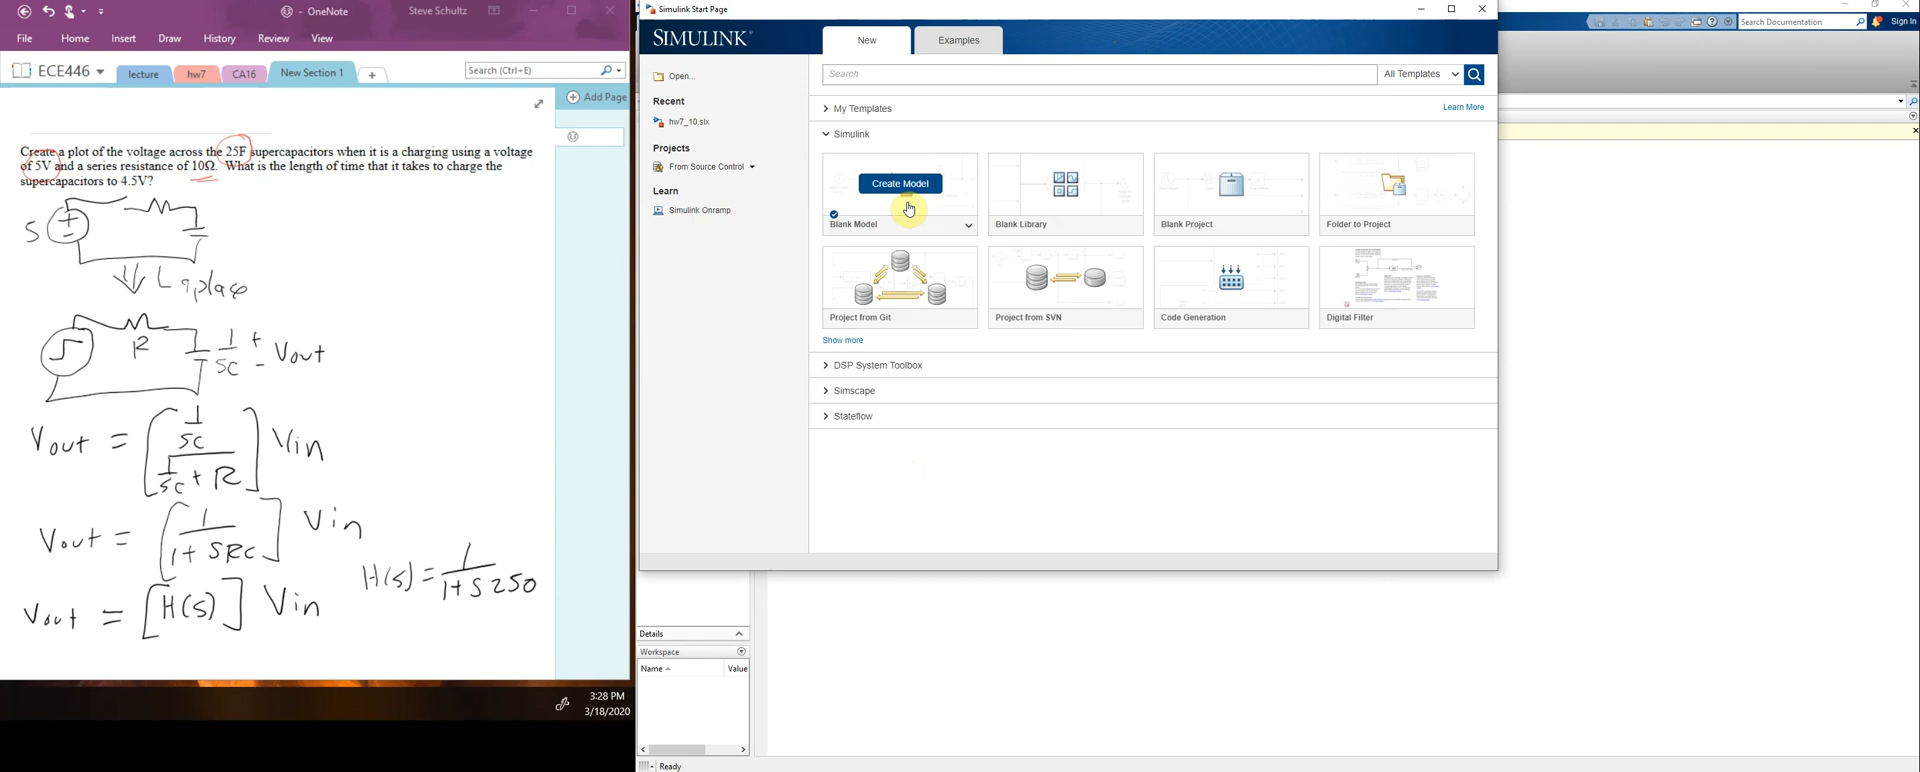 - OneNote
Steve Schultz
File
Home
Insert
Draw
History
Review
View
ECE446
lecture
hw7
CA16
New Section 1
+
Search (Ctrl+E)
Add Page
Create a plot of the voltage across the 25F supercapacitors when it is a charging using a voltage
of 5V and a series resistance of 10Ω. What is the length of time that it takes to charge the
supercapacitors to 4.5V?
5
+
Laplace
R
1
SC
+
-
Vout
Vout = [ 1/SC / 1/SC + R ] Vin
Vout = [ 1 / 1 + SRC ] Vin
H(s) = 1 / 1+S 250
Vout = [ H(s) ] Vin
3:28 PM
3/18/2020
Simulink Start Page
SIMULINK®
New
Examples
Open...
Recent
hw7_10.slx
Projects
From Source Control
Learn
Simulink Onramp
Search
All Templates
My Templates
Learn More
Simulink
Create Model
Blank Model
Blank Library
Blank Project
Folder to Project
Project from Git
Project from SVN
Code Generation
Digital Filter
Show more
DSP System Toolbox
Simscape
Stateflow
Search Documentation
Sign In
Details
Workspace
Name
Value
Ready